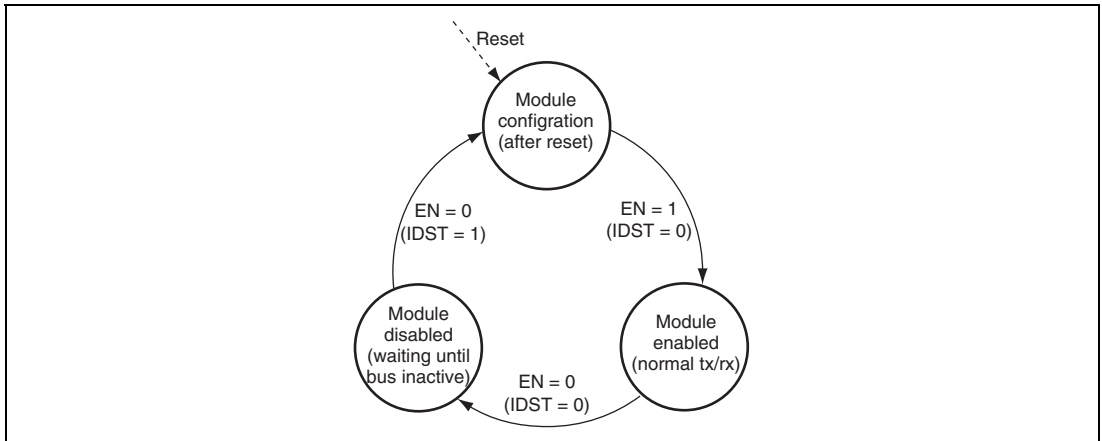 Reset
Module
configration
(after reset)
EN = 0
(IDST = 1)
EN = 1
(IDST = 0)
Module
disabled
(waiting until
bus inactive)
Module
enabled
(normal tx/rx)
EN = 0
(IDST = 0)